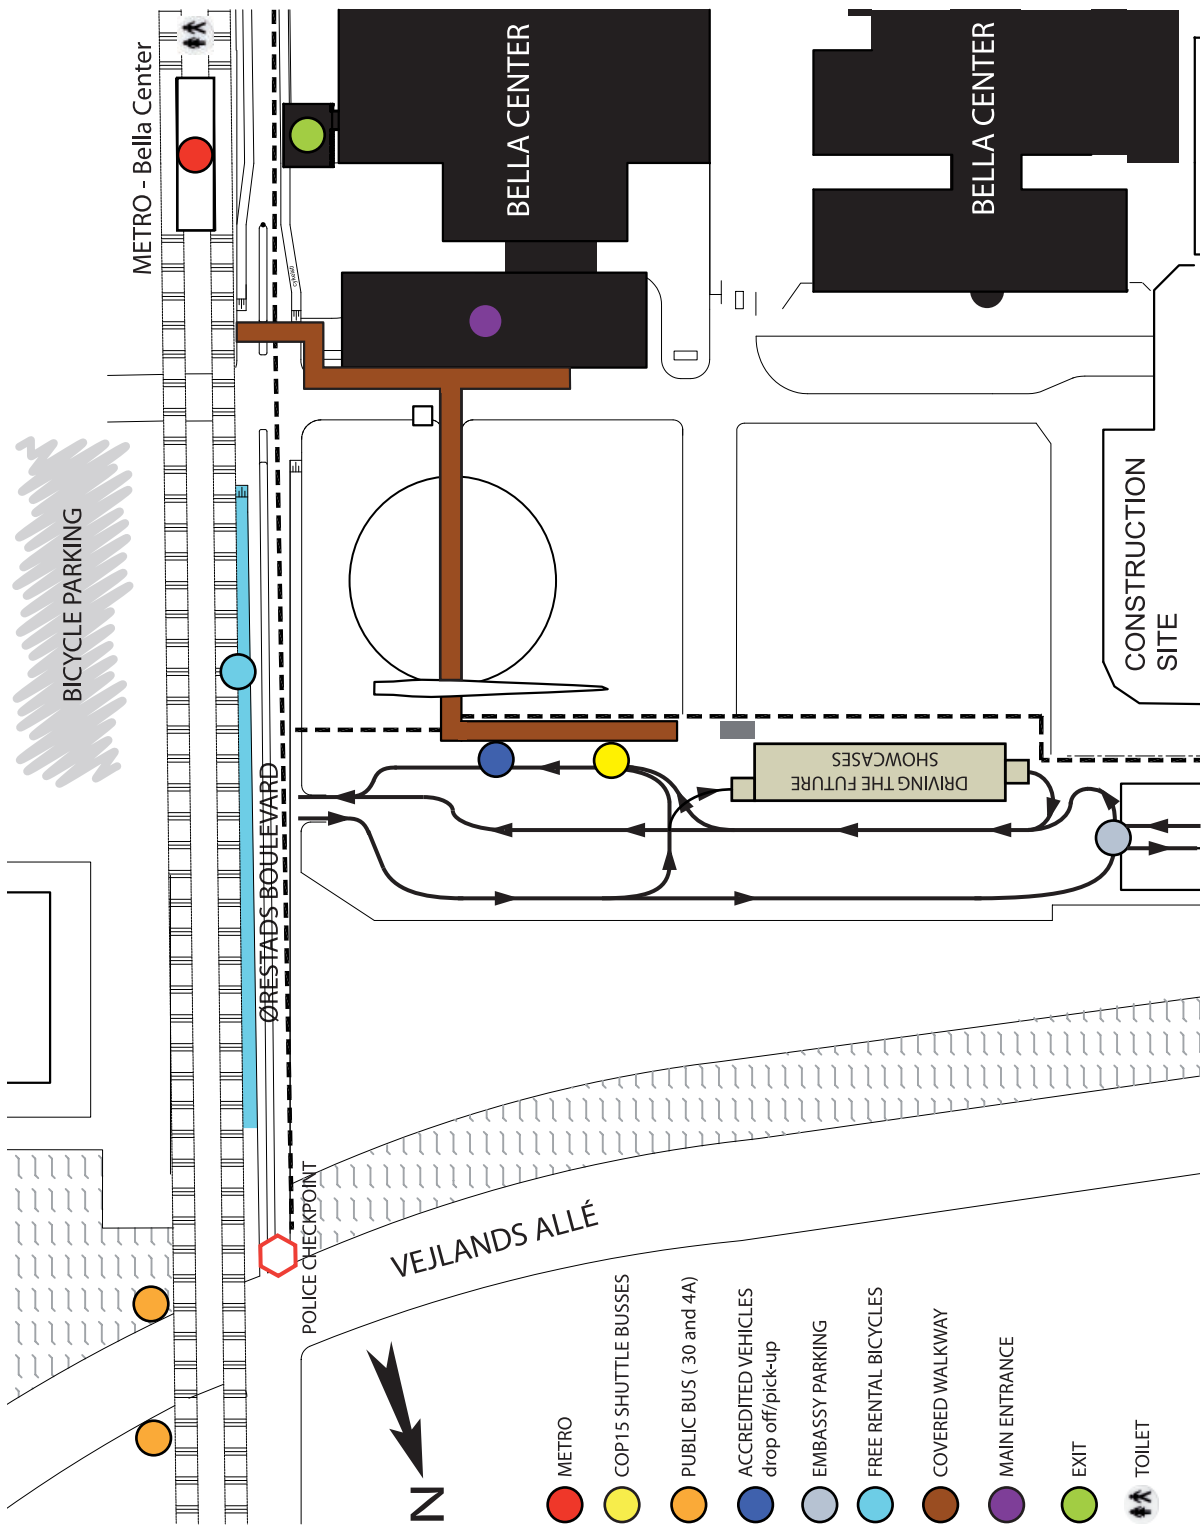 METRO - Bella Center
BELLA CENTER
BELLA CENTER
BICYCLE PARKING
CONSTRUCTION
SITE
DRIVING THE FUTURE
SHOWCASES
ØRESTADS BOULEVARD
POLICE CHECKPOINT
VEJLANDS ALLÉ
N
METRO
COP15 SHUTTLE BUSSES
PUBLIC BUS ( 30 and 4A)
ACCREDITED VEHICLES
drop off/pick-up
EMBASSY PARKING
FREE RENTAL BICYCLES
COVERED WALKWAY
MAIN ENTRANCE
EXIT
TOILET